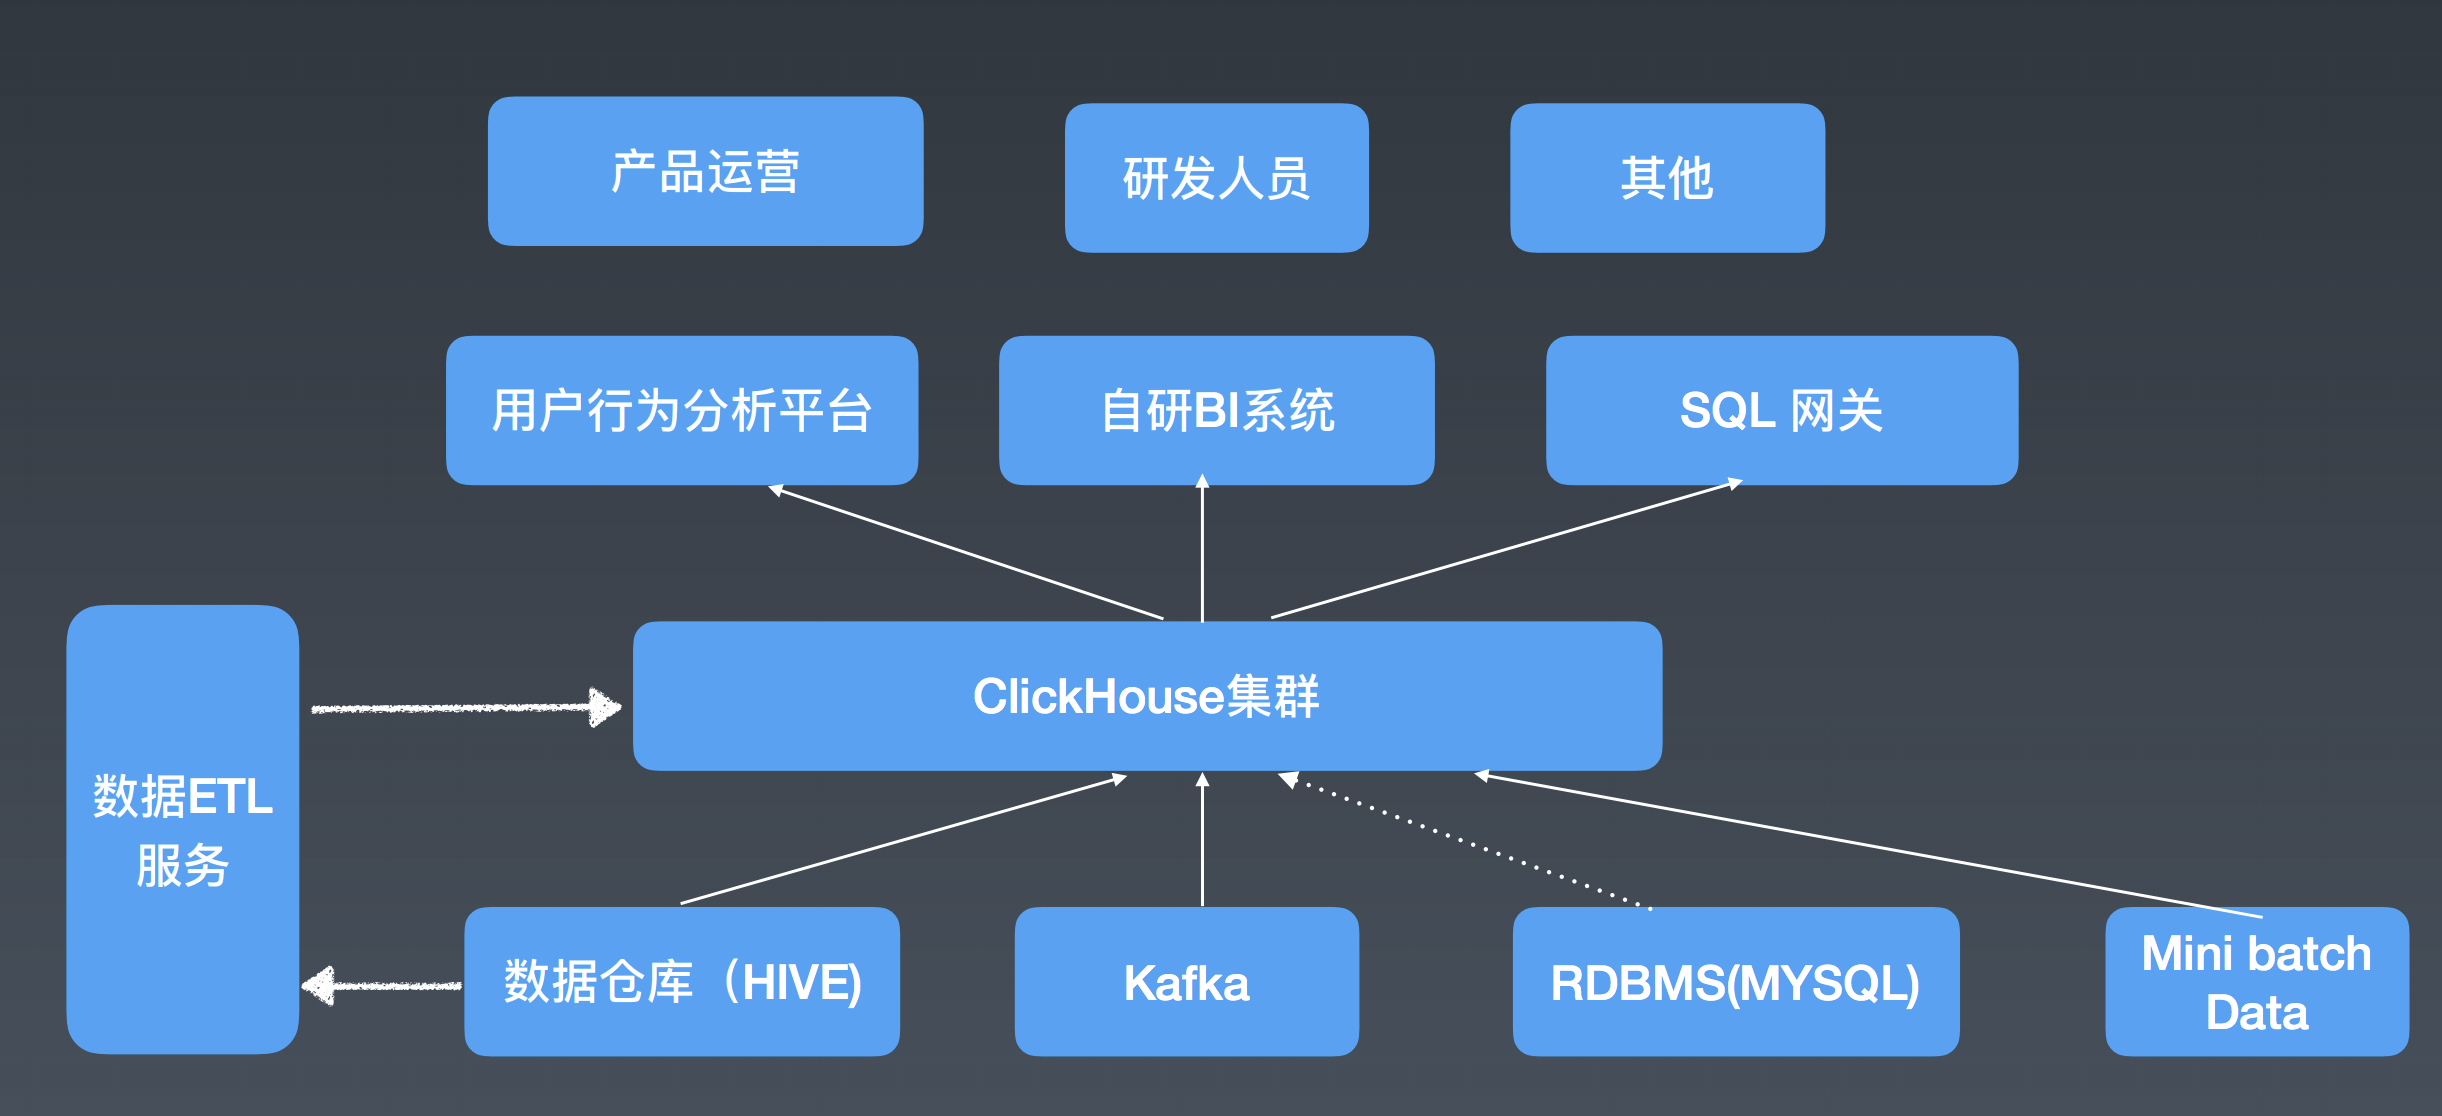 产品运营
研发人员
其他
用户行为分析平台
自研BI系统
SQL 网关
ClickHouse集群
数据ETL
服务
数据仓库（HIVE)
Kafka
RDBMS(MYSQL)
Mini batch
Data